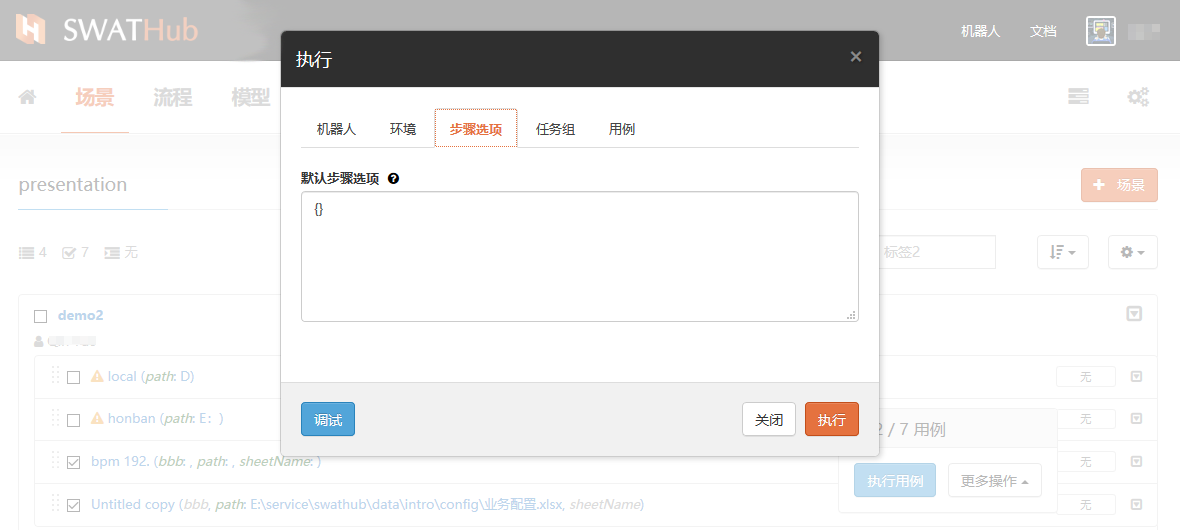 SWATHub
机器人 文档
执行 ×
场景 流程 模型
机器人 环境 步骤选项 任务组 用例
presentation
+ 场景
默认步骤选项
{}
4 7 无
标签2
demo2
local (path: D) 无
honban (path: E: ) 无
2 / 7 用例
bpm 192. (bbb: , path: , sheetName: ) 无
调试 关闭 执行
执行用例 更多操作
Untitled copy (bbb, path: E:\service\swathub\data\intro\config\业务配置.xlsx, sheetName) 无